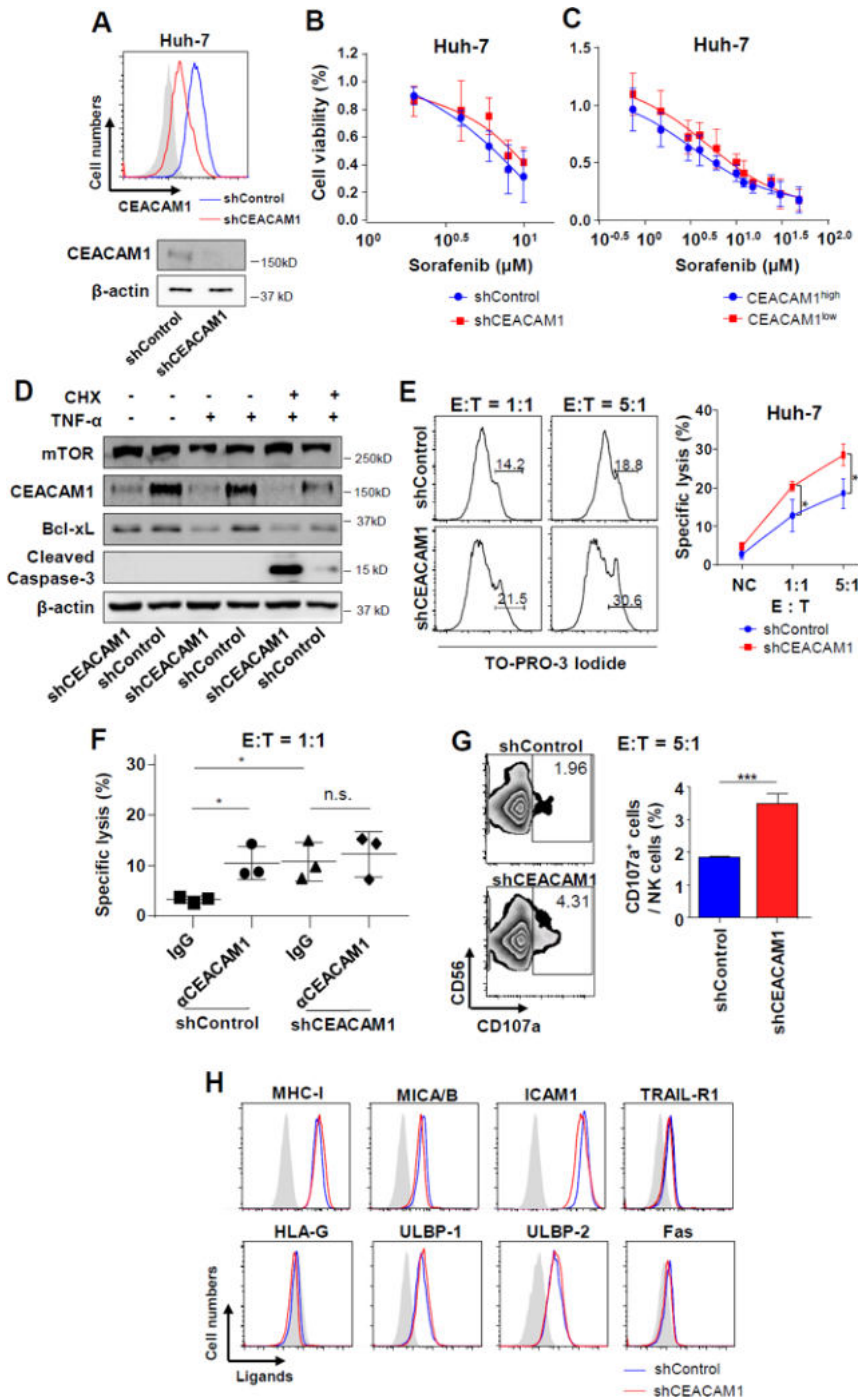 A
Cell numbers
CEACAM1
shControl
shCEACAM1
CEACAM1
150kD
β-actin
37 kD
shControl
shCEACAM1
B
Huh-7
Cell viability (%)
1.2
1.0
0.8
0.6
0.4
0.2
0.0
10^0
10^0.5
10^1
Sorafenib (µM)
shControl
shCEACAM1
C
Huh-7
1.5
1.0
0.5
0.0
10^-0.5
10^0.0
10^0.5
10^1.0
10^1.5
10^2.0
Sorafenib (µM)
CEACAM1^high
CEACAM1^low
D
CHX - - - - + +
TNF-α - - + + + +
mTOR
250kD
CEACAM1
150kD
Bcl-xL
37kD
Cleaved
Caspase-3
15 kD
β-actin
37 kD
shCEACAM1
shControl
shCEACAM1
shControl
shCEACAM1
shControl
E
E:T = 1:1
E:T = 5:1
shControl
14.2
18.8
shCEACAM1
21.5
30.6
TO-PRO-3 Iodide
Huh-7
Specific lysis (%)
40
30
20
10
0
*
*
NC
1:1
5:1
E : T
shControl
shCEACAM1
F
E:T = 1:1
Specific lysis (%)
30
20
10
0
*
*
n.s.
IgG
αCEACAM1
IgG
αCEACAM1
shControl
shCEACAM1
G
shControl
E:T = 5:1
1.96
shCEACAM1
4.31
CD56
CD107a
CD107a⁺ cells
/ NK cells (%)
4
3
2
1
0
***
shControl
shCEACAM1
H
MHC-I
MICA/B
ICAM1
TRAIL-R1
HLA-G
ULBP-1
ULBP-2
Fas
Cell numbers
Ligands
shControl
shCEACAM1